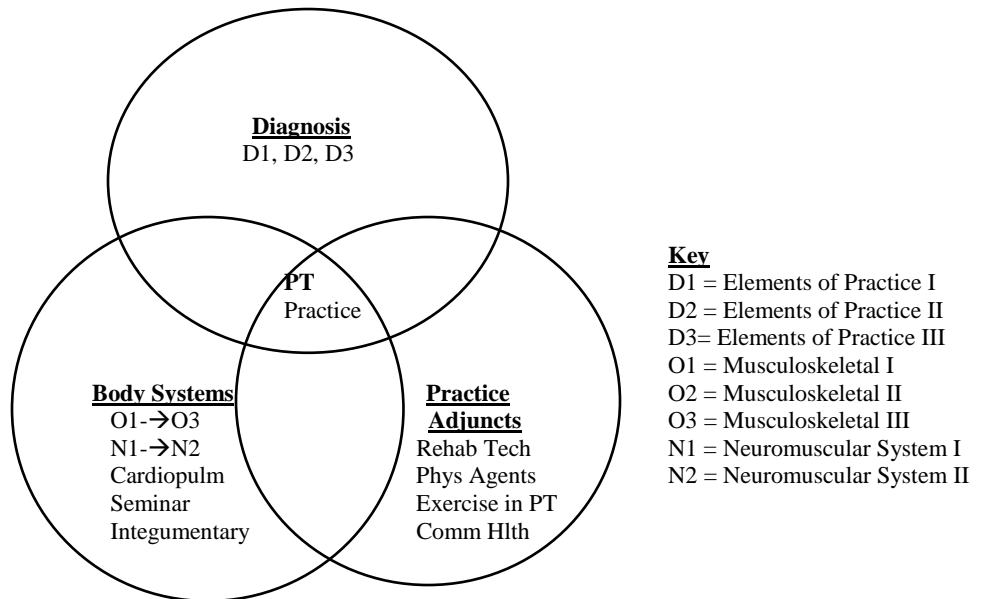 Diagnosis
D1, D2, D3
PT
Practice
Body Systems
O1-→O3
N1-→N2
Cardiopulm
Seminar
Integumentary
Practice
Adjuncts
Rehab Tech
Phys Agents
Exercise in PT
Comm Hlth
Key
D1 = Elements of Practice I
D2 = Elements of Practice II
D3= Elements of Practice III
O1 = Musculoskeletal I
O2 = Musculoskeletal II
O3 = Musculoskeletal III
N1 = Neuromuscular System I
N2 = Neuromuscular System II